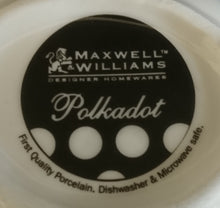 MAXWELL™
& WILLIAMS
DESIGNER HOMEWARES
Polkadot
First Quality Porcelain. Dishwasher & Microwave safe.